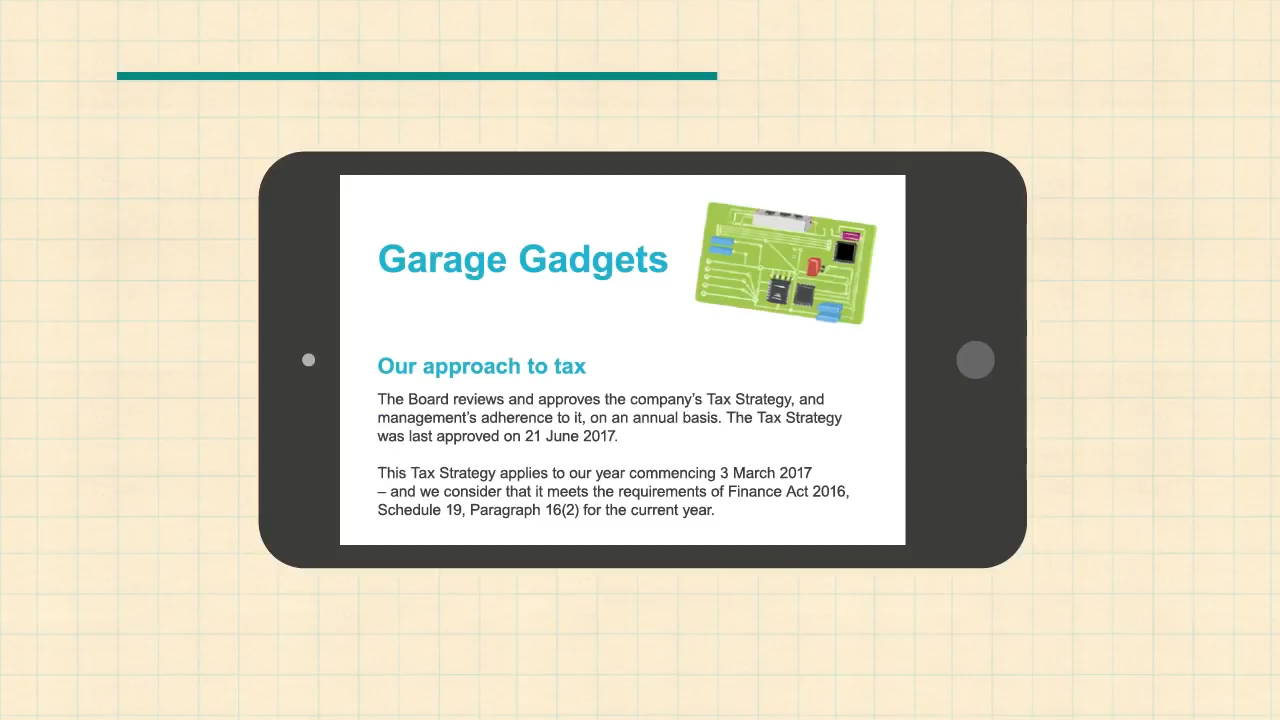 Garage Gadgets
Our approach to tax
The Board reviews and approves the company’s Tax Strategy, and
management’s adherence to it, on an annual basis. The Tax Strategy
was last approved on 21 June 2017.
This Tax Strategy applies to our year commencing 3 March 2017
– and we consider that it meets the requirements of Finance Act 2016,
Schedule 19, Paragraph 16(2) for the current year.